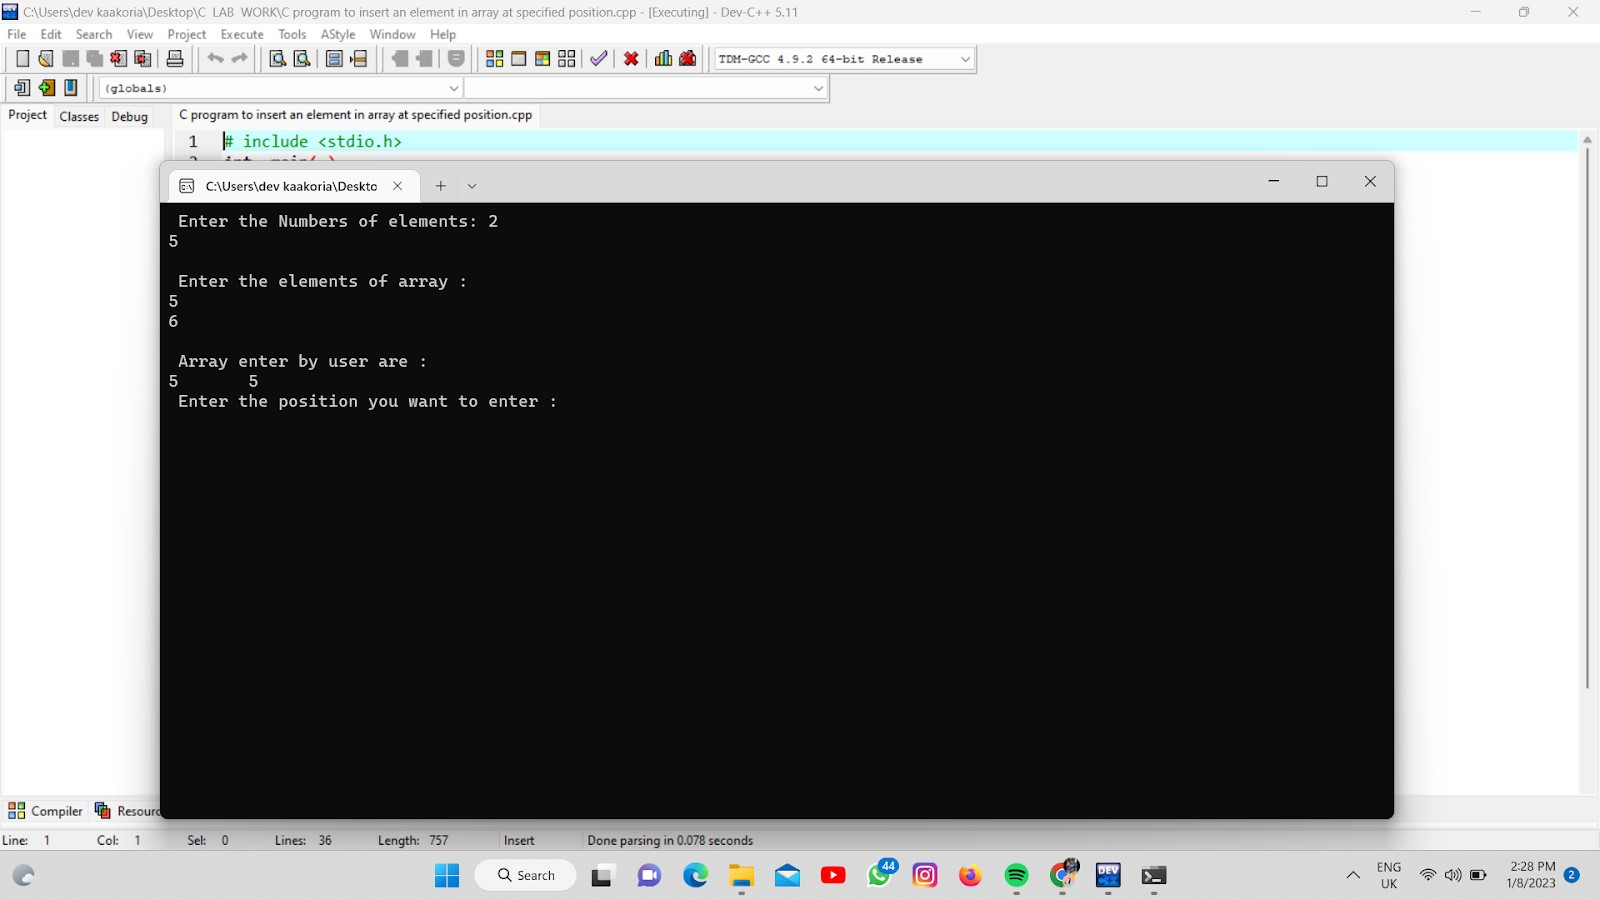 C:\Users\dev kaakoria\Desktop\C LAB WORK\C program to insert an element in array at specified position.cpp - [Executing] - Dev-C++ 5.11
File Edit Search View Project Execute Tools AStyle Window Help
TDM-GCC 4.9.2 64-bit Release
(globals)
Project Classes Debug
C program to insert an element in array at specified position.cpp
1 # include <stdio.h>
C:\Users\dev kaakoria\Deskto
Enter the Numbers of elements: 2
5
Enter the elements of array :
5
6
Array enter by user are :
5 5
Enter the position you want to enter :
Compiler Resourc
Line: 1 Col: 1 Sel: 0 Lines: 36 Length: 757 Insert Done parsing in 0.078 seconds
Search
44
DEV
ENG
UK
2:28 PM
1/8/2023
2